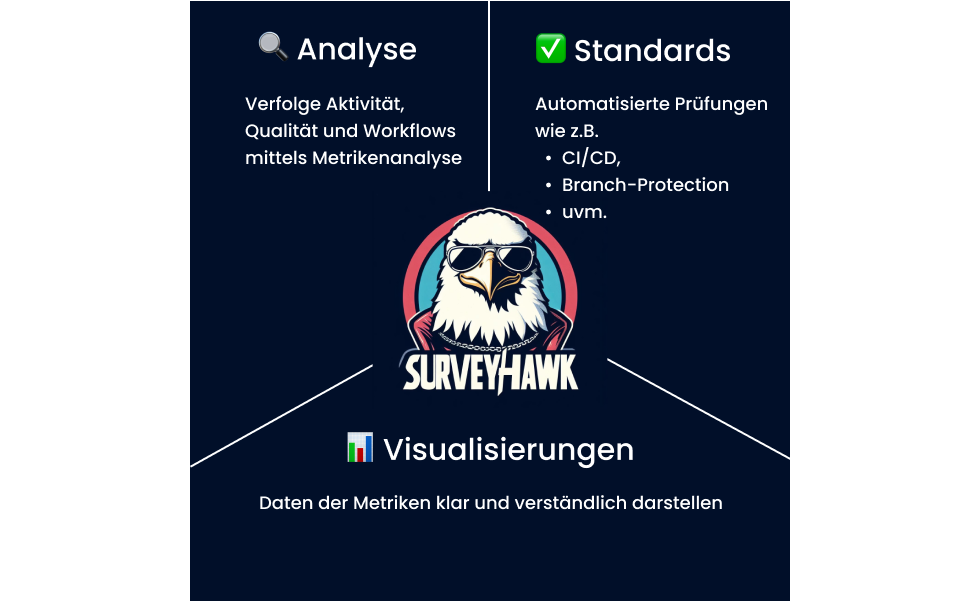 Analyse
Verfolge Aktivität,
Qualität und Workflows
mittels Metrikenanalyse
Standards
Automatisierte Prüfungen
wie z.B.
• CI/CD,
• Branch-Protection
• uvm.
SURVEYHAWK
Visualisierungen
Daten der Metriken klar und verständlich darstellen